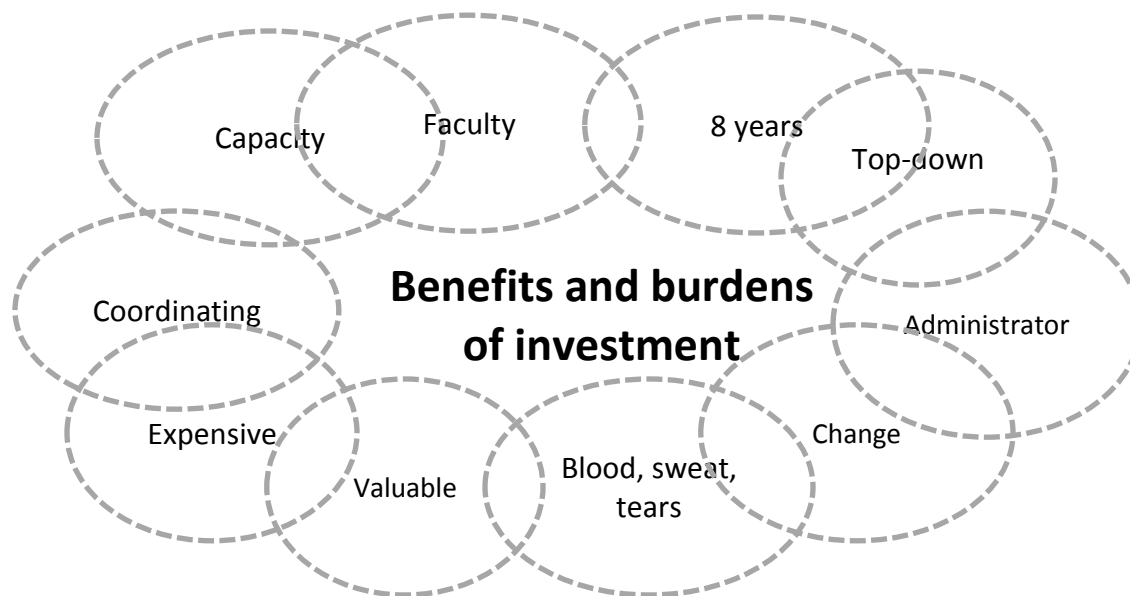 Capacity
Faculty
8 years
Top-down
Coordinating
Benefits and burdens
of investment
Administrator
Expensive
Valuable
Blood, sweat,
tears
Change